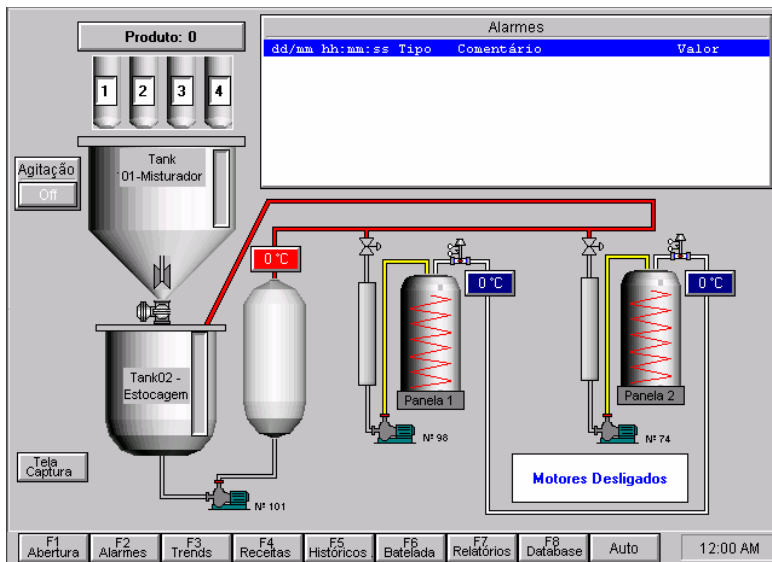 Produto: 0
Alarmes
dd/mm hh:mm:ss Tipo Comentário Valor
1 2 3 4
Agitação
Off
Tank
01-Misturador
0 °C
0 °C
0 °C
Tank02 -
Estocagem
Panela 1
Panela 2
Nº 98
Nº 74
Tela
Captura
Motores Desligados
Nº 101
F1
Abertura
F2
Alarmes
F3
Trends
F4
Receitas
F5
Históricos
F6
Batelada
F7
Relatórios
F8
Database
Auto
12:00 AM